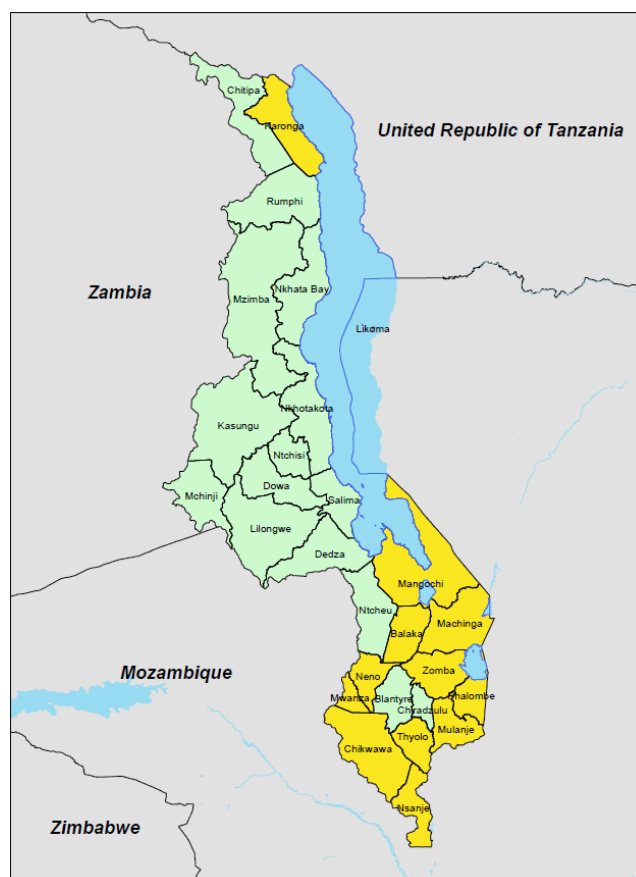 Chitipa
Karonga
United Republic of Tanzania
Rumphi
Zambia
Nkhata Bay
Mzimba
Likoma
Nkhotakota
Kasungu
Ntchisi
Dowa
Mchinji
Salima
Lilongwe
Dedza
Mangochi
Ntcheu
Machinga
Balaka
Mozambique
Zomba
Neno
Mwanza
Blantyre
Phalombe
Chiradzulu
Mulanje
Thyolo
Chikwawa
Nsanje
Zimbabwe